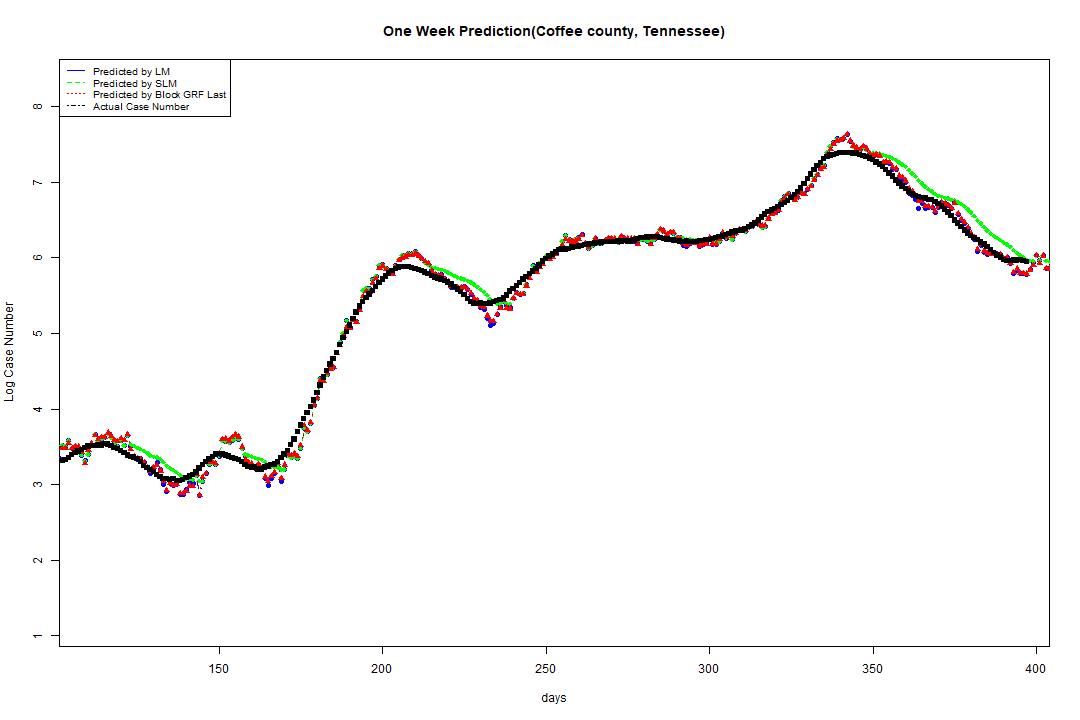 One Week Prediction(Coffee county, Tennessee)
Predicted by LM
Predicted by SLM
Predicted by Block GRF Last
Actual Case Number
8
7
6
5
4
3
2
1
Log Case Number
150 200 250 300 350 400
days